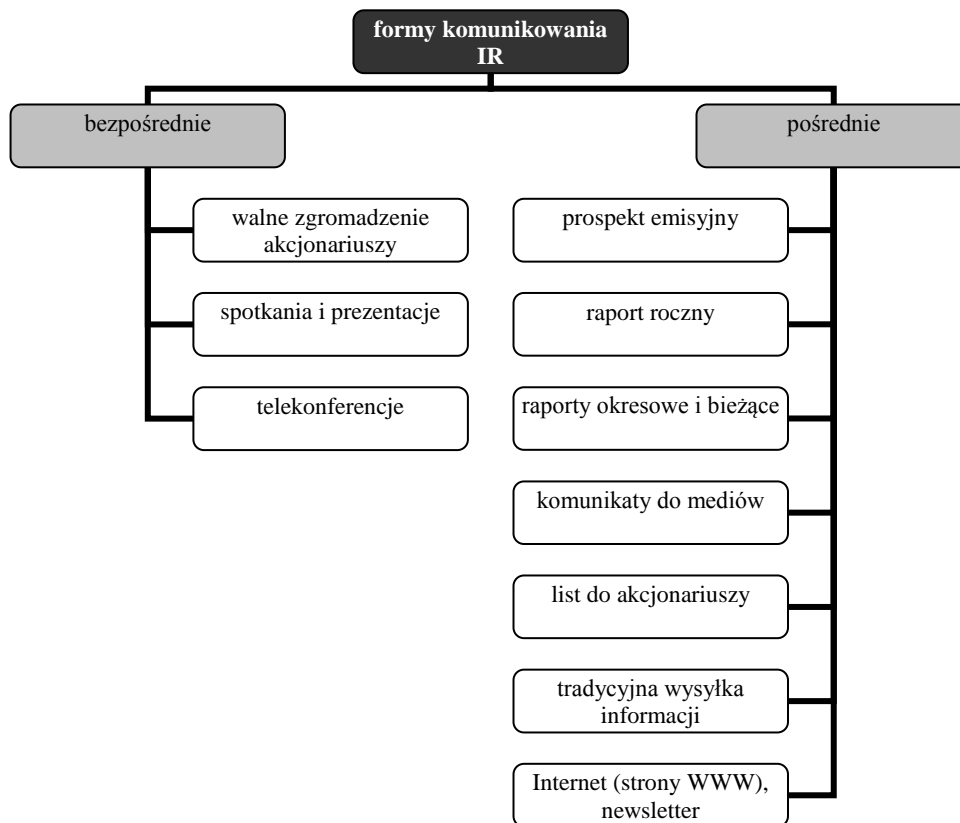 formy komunikowania
IR
bezpośrednie
pośrednie
walne zgromadzenie
akcjonariuszy
spotkania i prezentacje
telekonferencje
prospekt emisyjny
raport roczny
raporty okresowe i bieżące
komunikaty do mediów
list do akcjonariuszy
tradycyjna wysyłka
informacji
Internet (strony WWW),
newsletter